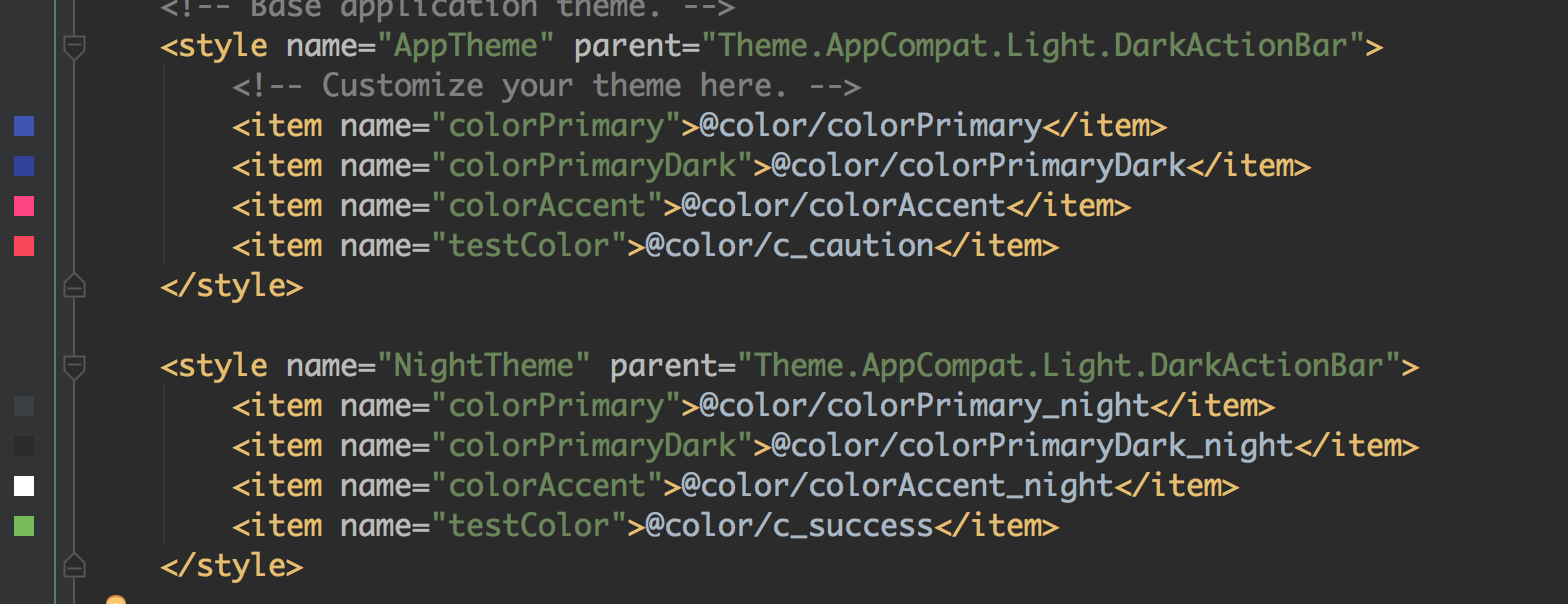 <!-- Base application theme. -->
<style name="AppTheme" parent="Theme.AppCompat.Light.DarkActionBar">
<!-- Customize your theme here. -->
<item name="colorPrimary">@color/colorPrimary</item>
<item name="colorPrimaryDark">@color/colorPrimaryDark</item>
<item name="colorAccent">@color/colorAccent</item>
<item name="testColor">@color/c_caution</item>
</style>
<style name="NightTheme" parent="Theme.AppCompat.Light.DarkActionBar">
<item name="colorPrimary">@color/colorPrimary_night</item>
<item name="colorPrimaryDark">@color/colorPrimaryDark_night</item>
<item name="colorAccent">@color/colorAccent_night</item>
<item name="testColor">@color/c_success</item>
</style>